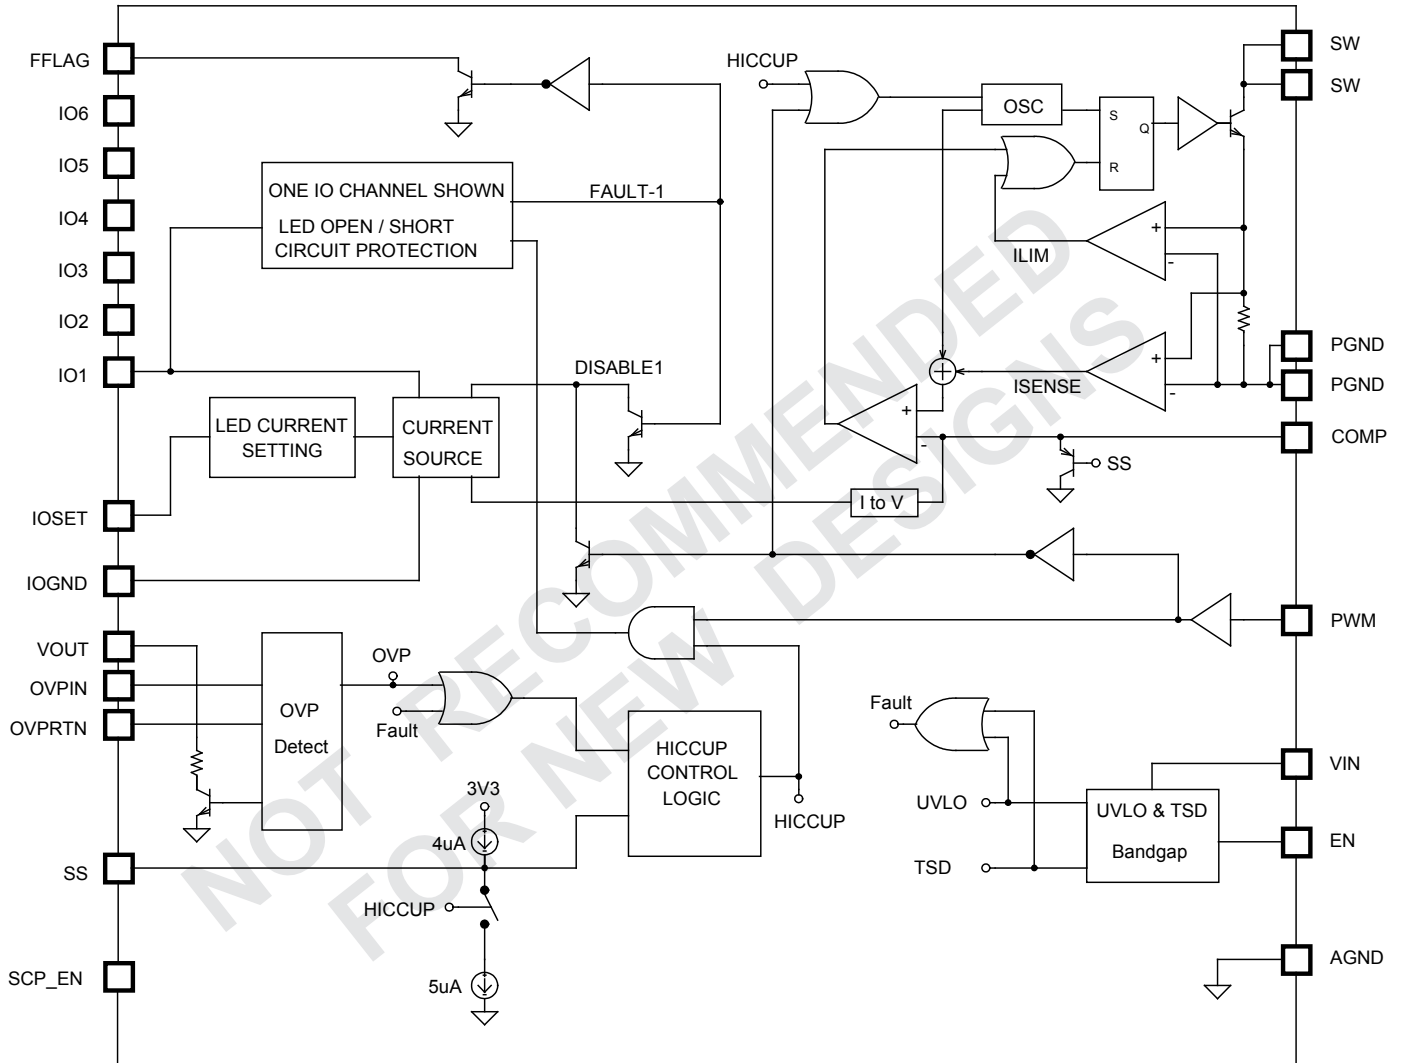 FFLAG
IO6
IO5
IO4
IO3
IO2
IO1
IOSET
IOGND
VOUT
OVPIN
OVPRTN
SS
SCP_EN
ONE IO CHANNEL SHOWN
LED OPEN / SHORT
CIRCUIT PROTECTION
FAULT-1
LED CURRENT
SETTING
CURRENT
SOURCE
DISABLE1
I to V
OVP
Detect
OVP
Fault
3V3
4uA
HICCUP
5uA
HICCUP
CONTROL
LOGIC
HICCUP
HICCUP
OSC
S
Q
R
+
-
ILIM
+
-
ISENSE
+
-
SS
Fault
UVLO
TSD
UVLO & TSD
Bandgap
SW
SW
PGND
PGND
COMP
PWM
VIN
EN
AGND
NOT RECOMMENDED
FOR NEW DESIGNS